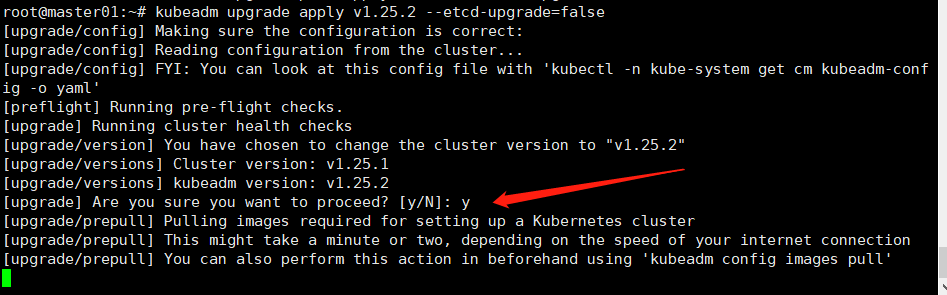 root@master01:~# kubeadm upgrade apply v1.25.2 --etcd-upgrade=false
[upgrade/config] Making sure the configuration is correct:
[upgrade/config] Reading configuration from the cluster...
[upgrade/config] FYI: You can look at this config file with 'kubectl -n kube-system get cm kubeadm-conf
ig -o yaml'
[preflight] Running pre-flight checks.
[upgrade] Running cluster health checks
[upgrade/version] You have chosen to change the cluster version to "v1.25.2"
[upgrade/versions] Cluster version: v1.25.1
[upgrade/versions] kubeadm version: v1.25.2
[upgrade] Are you sure you want to proceed? [y/N]: y
[upgrade/prepull] Pulling images required for setting up a Kubernetes cluster
[upgrade/prepull] This might take a minute or two, depending on the speed of your internet connection
[upgrade/prepull] You can also perform this action in beforehand using 'kubeadm config images pull'